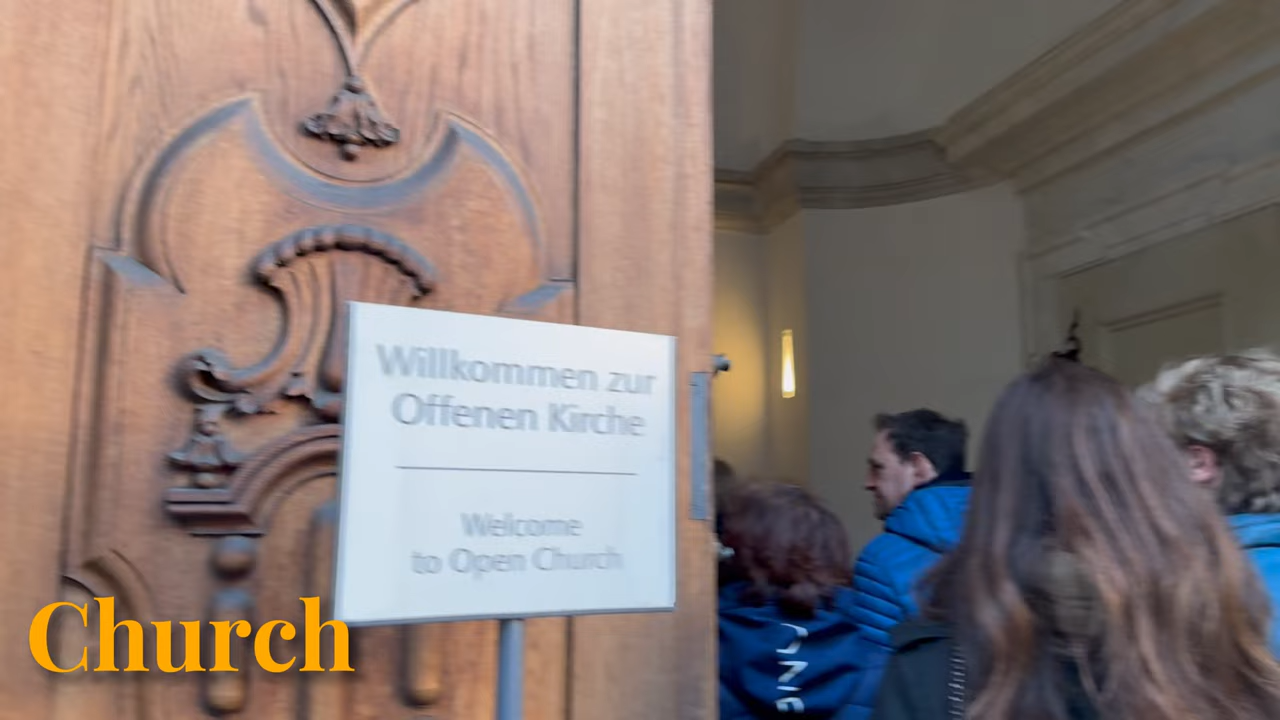 Willkommen zur
Offenen Kirche
Welcome
to Open Church
Church